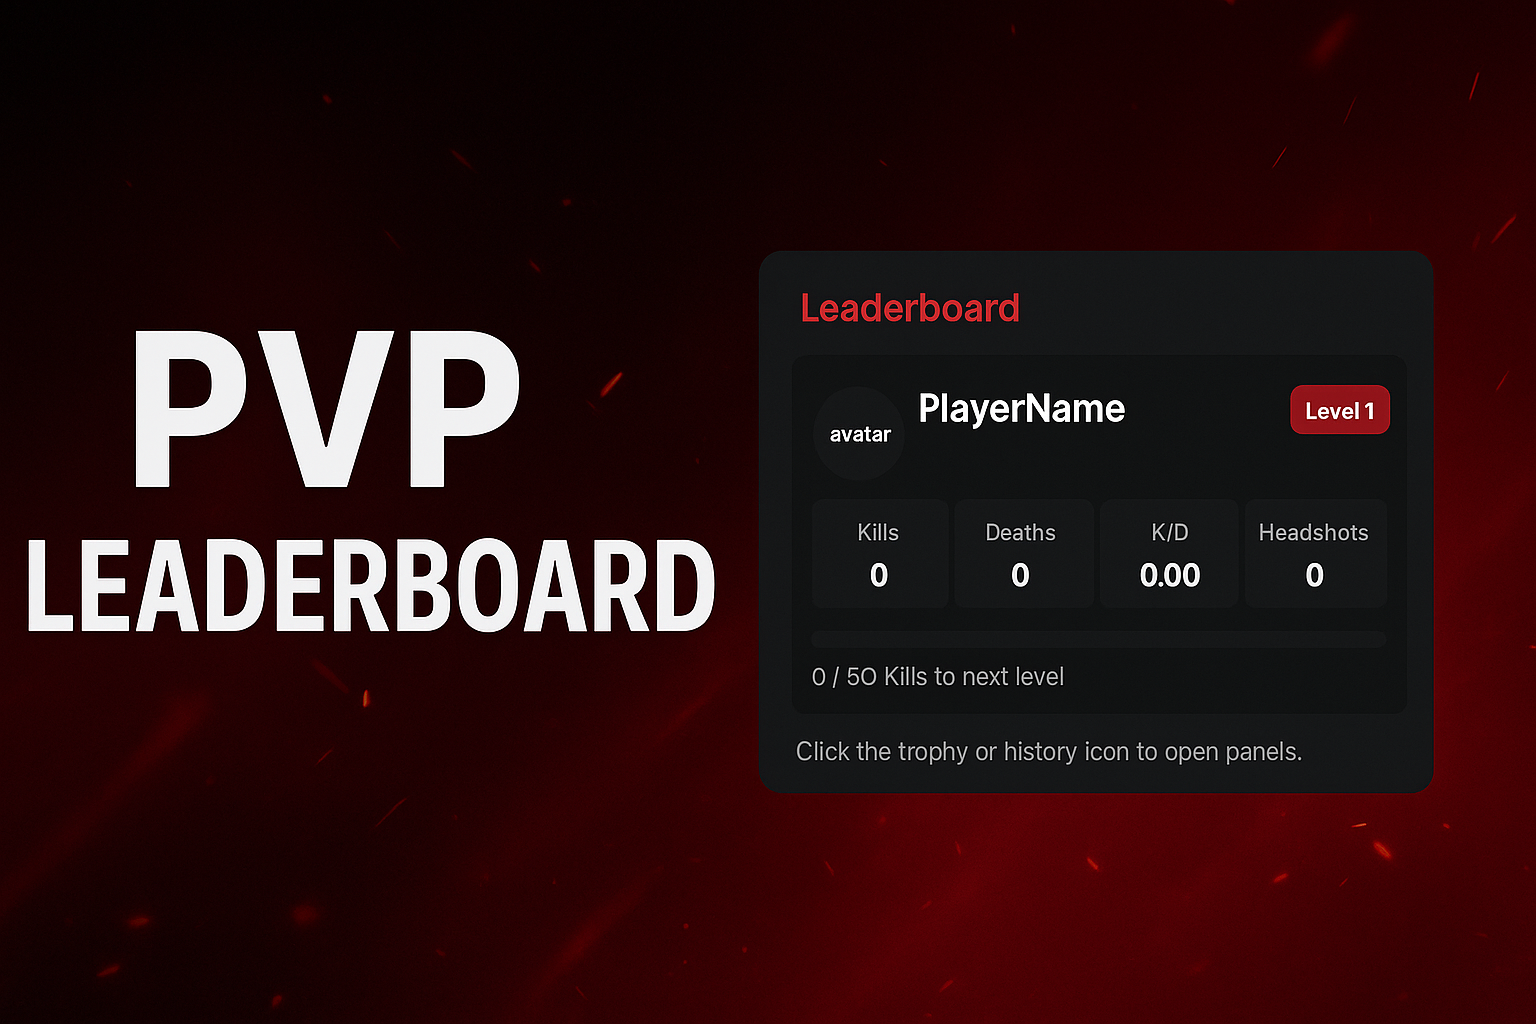 PVP
LEADERBOARD
Leaderboard
avatar
PlayerName
Level 1
Kills
0
Deaths
0
K/D
0.00
Headshots
0
0 / 50 Kills to next level
Click the trophy or history icon to open panels.